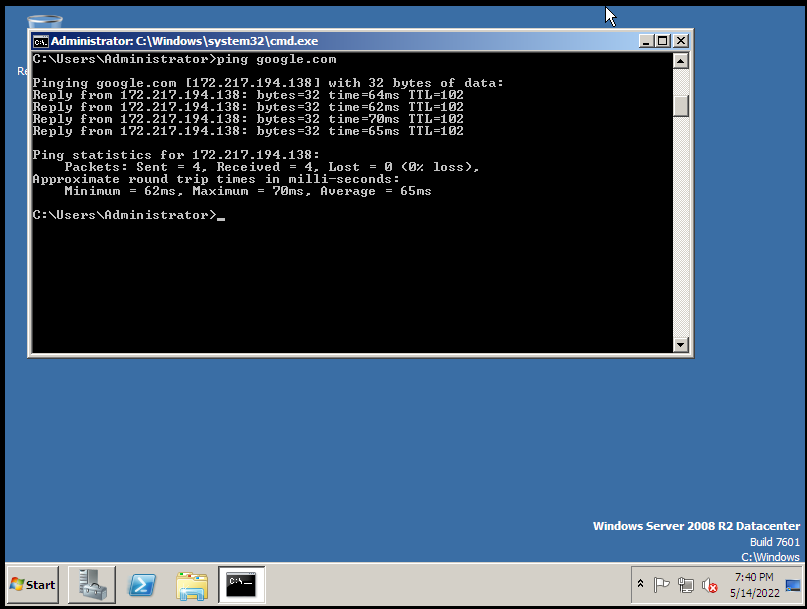 Administrator: C:\Windows\system32\cmd.exe
C:\Users\Administrator>ping google.com
Pinging google.com [172.217.194.138] with 32 bytes of data:
Reply from 172.217.194.138: bytes=32 time=64ms TTL=102
Reply from 172.217.194.138: bytes=32 time=62ms TTL=102
Reply from 172.217.194.138: bytes=32 time=70ms TTL=102
Reply from 172.217.194.138: bytes=32 time=65ms TTL=102
Ping statistics for 172.217.194.138:
Packets: Sent = 4, Received = 4, Lost = 0 (0% loss),
Approximate round trip times in milli-seconds:
Minimum = 62ms, Maximum = 70ms, Average = 65ms
C:\Users\Administrator>_
Re
Windows Server 2008 R2 Datacenter
Build 7601
C:\Windows
Start
7:40 PM
5/14/2022